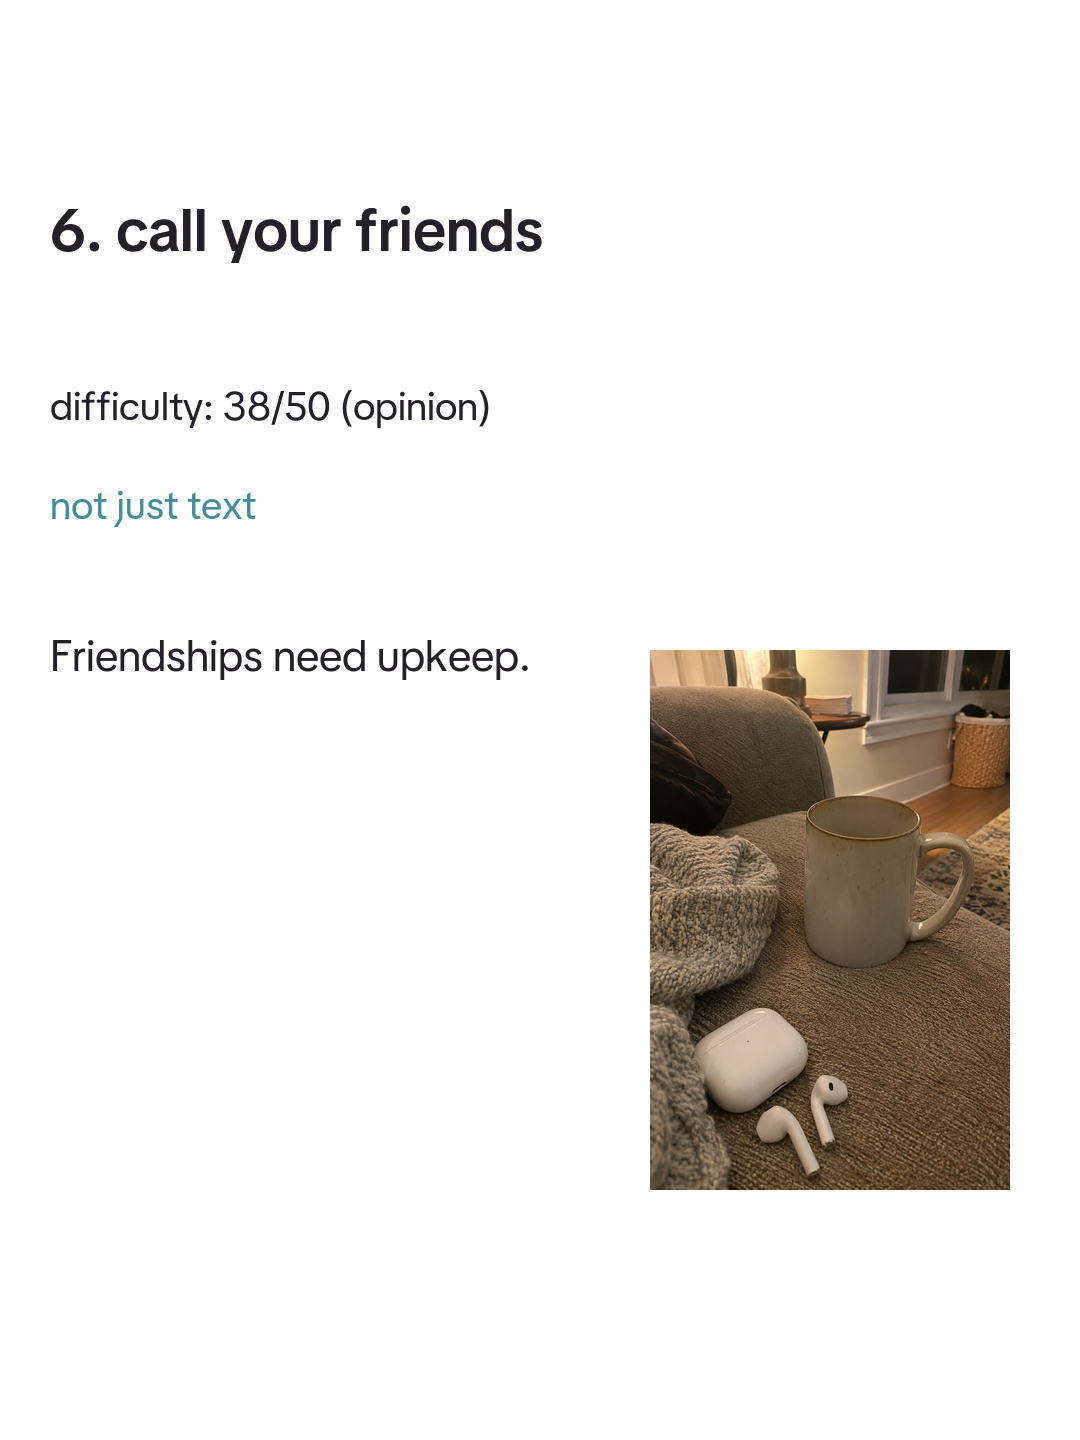 6. call your friends
difficulty: 38/50 (opinion)
not just text
Friendships need upkeep.